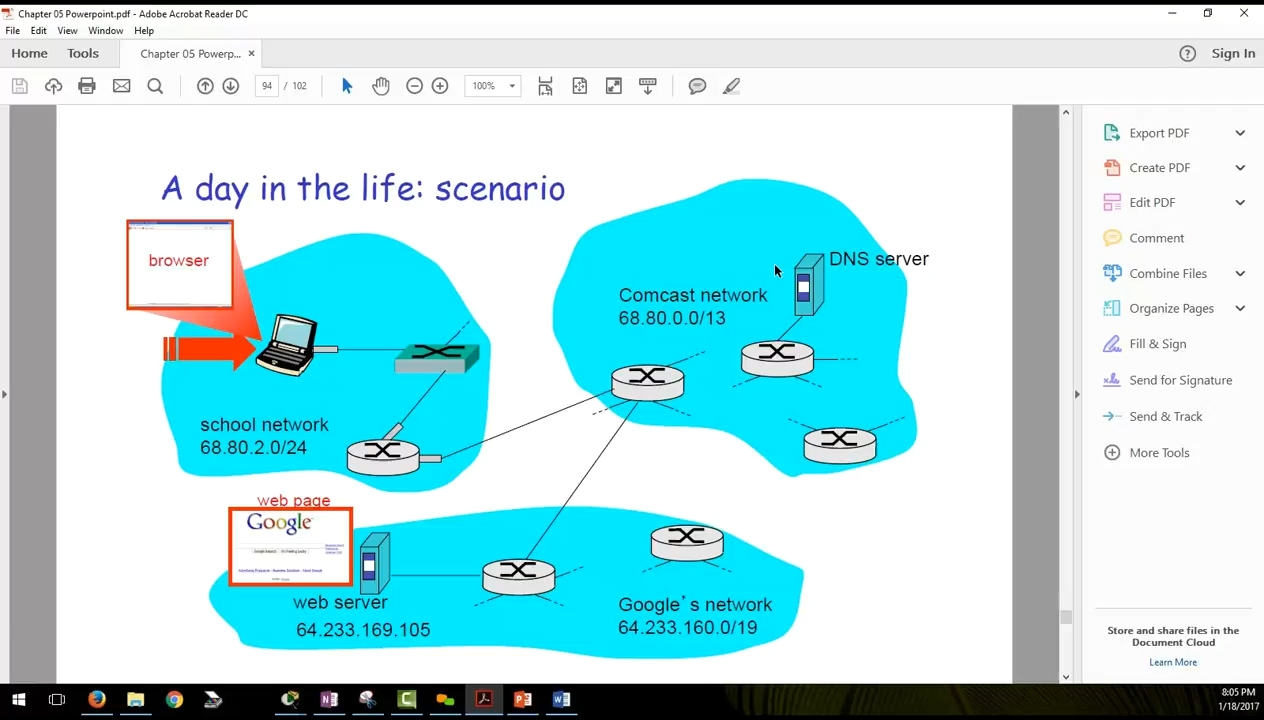 Chapter 05 Powerpoint.pdf - Adobe Acrobat Reader DC
File Edit View Window Help
Home Tools Chapter 05 Powerp... × Sign In
94 / 102 100%
A day in the life: scenario
browser
DNS server
Comcast network
68.80.0.0/13
school network
68.80.2.0/24
web page
Google
web server
64.233.169.105
Google's network
64.233.160.0/19
Export PDF
Create PDF
Edit PDF
Comment
Combine Files
Organize Pages
Fill & Sign
Send for Signature
Send & Track
More Tools
Store and share files in the
Document Cloud
Learn More
8:05 PM
1/18/2017